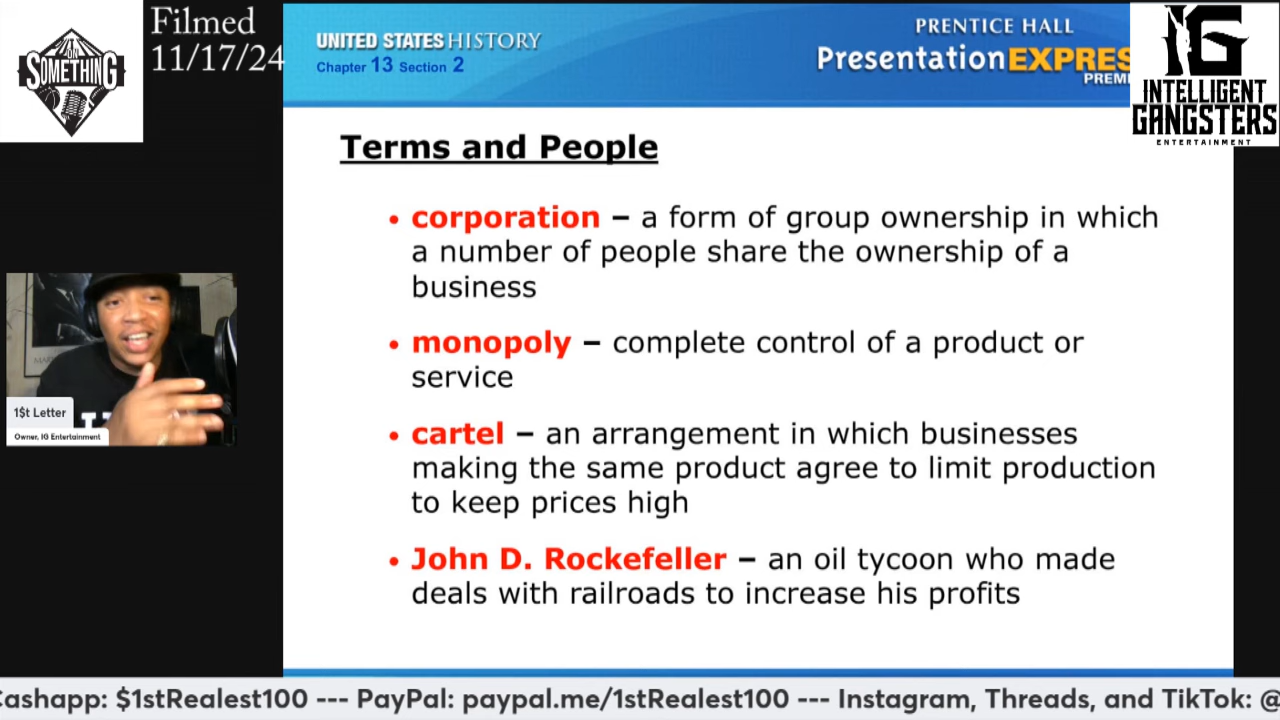 I ON
SOMETHING
Filmed
11/17/24
UNITED STATES HISTORY
Chapter 13 Section 2
PRENTICE HALL
Presentation EXPRES
PREM
IG
INTELLIGENT
GANGSTERS
ENTERTAINMENT
Terms and People
• corporation – a form of group ownership in which
a number of people share the ownership of a
business
• monopoly – complete control of a product or
service
• cartel – an arrangement in which businesses
making the same product agree to limit production
to keep prices high
• John D. Rockefeller – an oil tycoon who made
deals with railroads to increase his profits
1$t Letter
Owner, IG Entertainment
Cashapp: $1stRealest100 --- PayPal: paypal.me/1stRealest100 --- Instagram, Threads, and TikTok: @